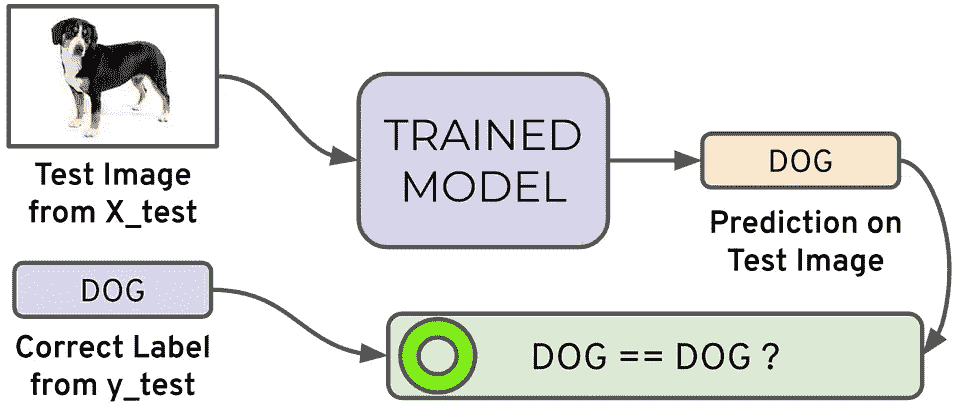 TRAINED
MODEL
DOG
Test Image
from X_test
Prediction on
Test Image
DOG
Correct Label
from y_test
DOG == DOG ?